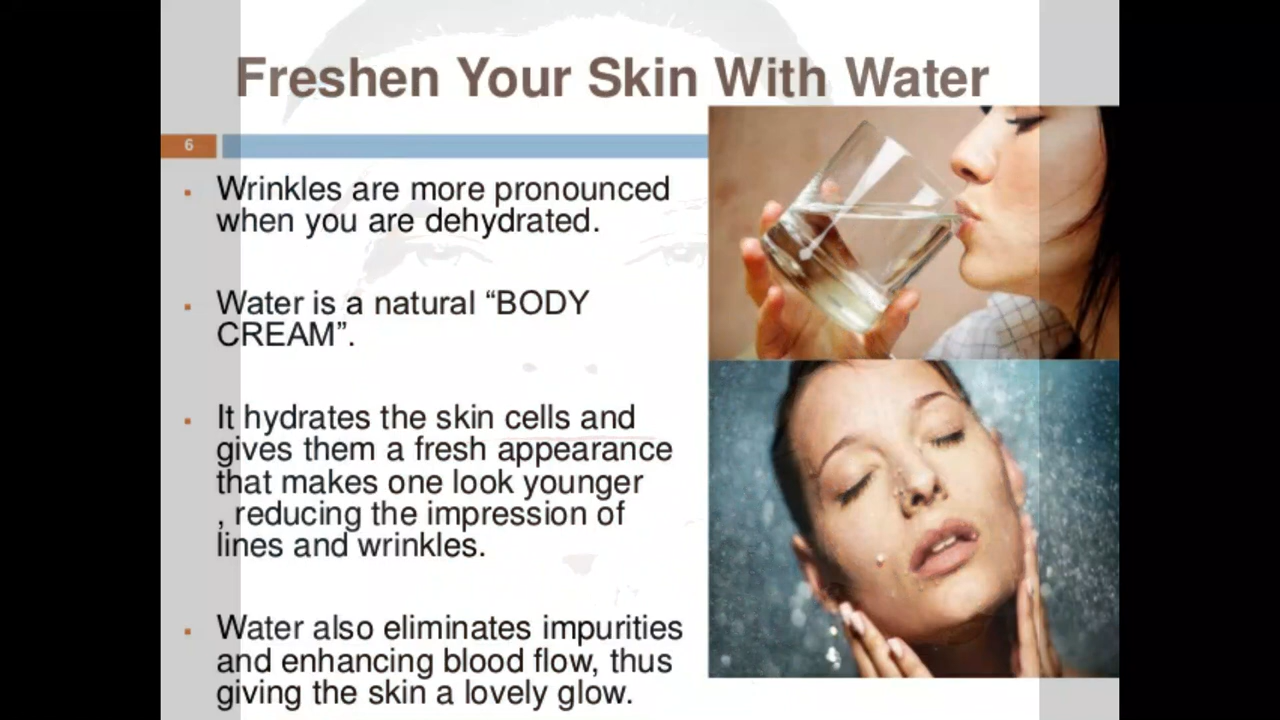 Freshen Your Skin With Water
6
Wrinkles are more pronounced
when you are dehydrated.
Water is a natural “BODY
CREAM”.
It hydrates the skin cells and
gives them a fresh appearance
that makes one look younger
, reducing the impression of
lines and wrinkles.
Water also eliminates impurities
and enhancing blood flow, thus
giving the skin a lovely glow.